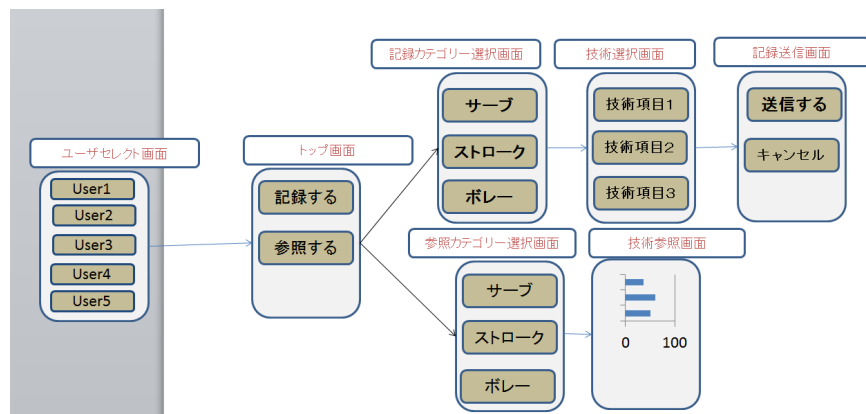 ユーザセレクト画面
User1
User2
User3
User4
User5
トップ画面
記録する
参照する
記録カテゴリー選択画面
サーブ
ストローク
ボレー
技術選択画面
技術項目1
技術項目2
技術項目3
記録送信画面
送信する
キャンセル
参照カテゴリー選択画面
サーブ
ストローク
ボレー
技術参照画面
0 100